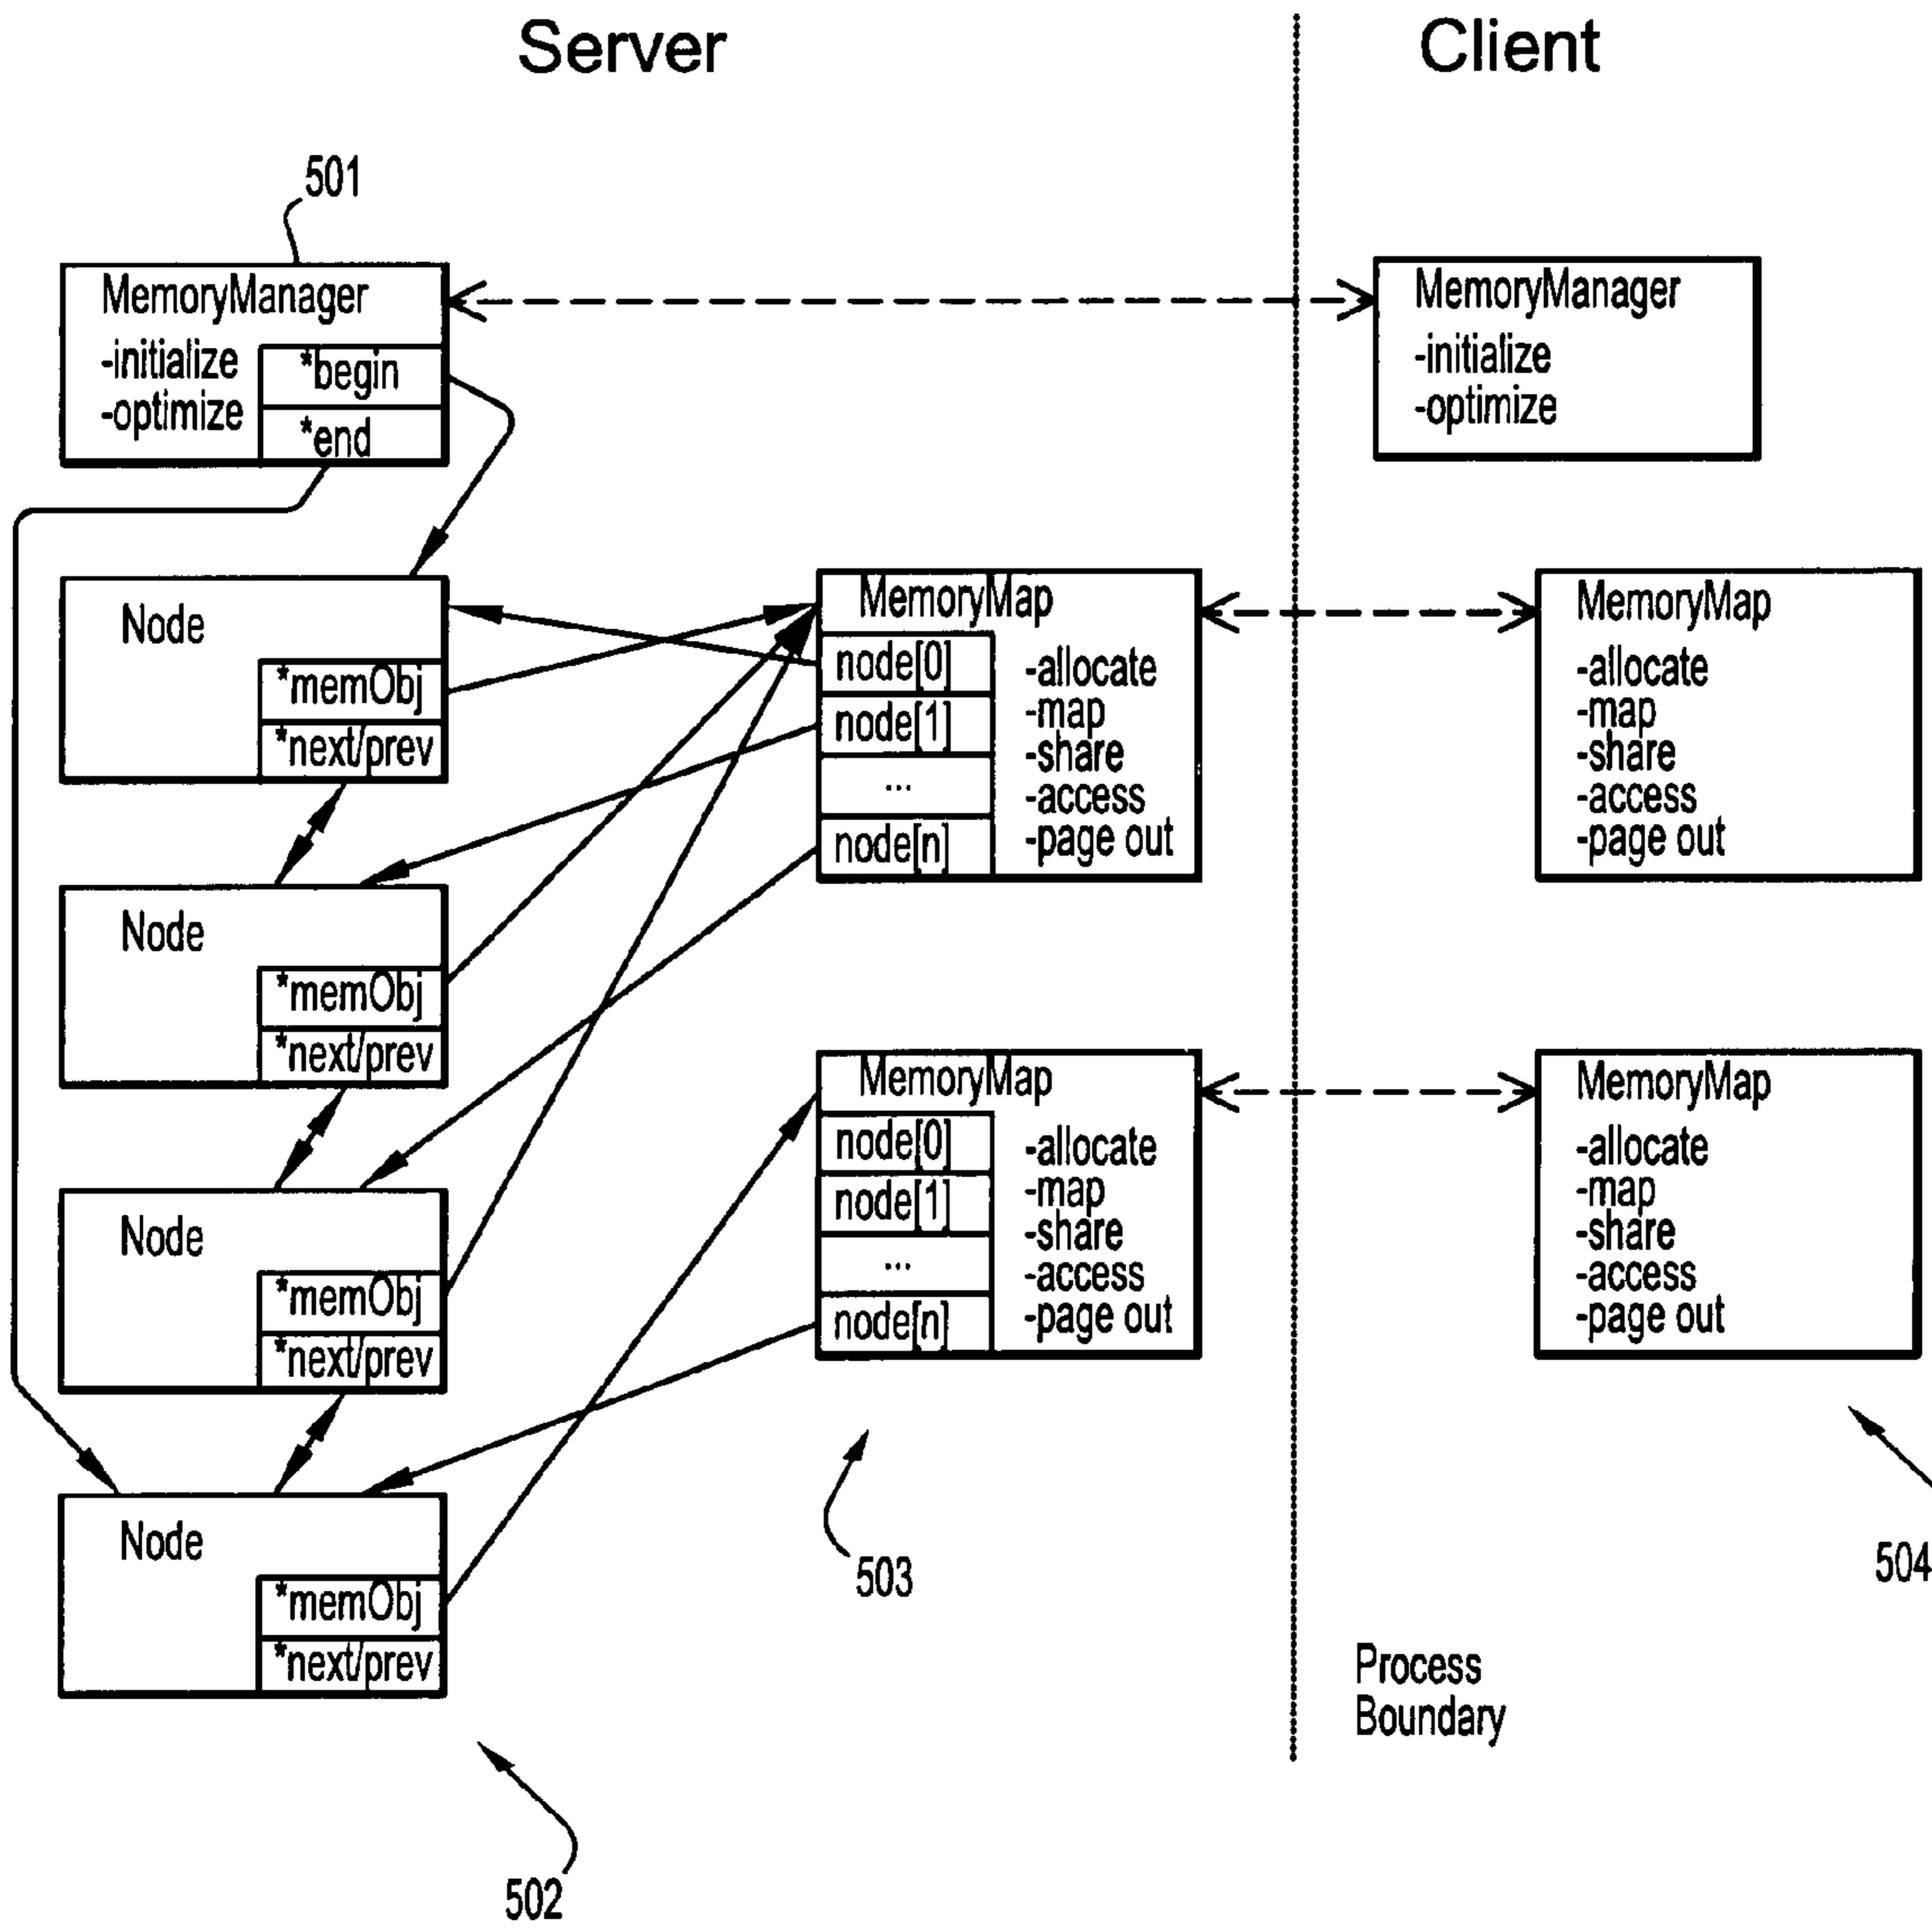 Server
Client
501
MemoryManager
-initialize
-optimize
*begin
*end
MemoryManager
-initialize
-optimize
Node
*memObj
*next/prev
MemoryMap
node[0]
node[1]
...
node[n]
-allocate
-map
-share
-access
-page out
MemoryMap
-allocate
-map
-share
-access
-page out
Node
*memObj
*next/prev
MemoryMap
node[0]
node[1]
...
node[n]
-allocate
-map
-share
-access
-page out
MemoryMap
-allocate
-map
-share
-access
-page out
Node
*memObj
*next/prev
Node
*memObj
*next/prev
503
504
Process
Boundary
502